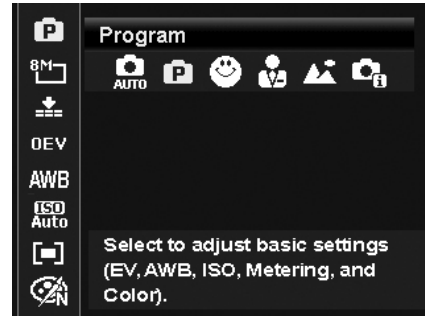 P
Program
8M
AUTO
P
i
0EV
AWB
ISO
Auto
Select to adjust basic settings
(EV, AWB, ISO, Metering, and
Color).
N